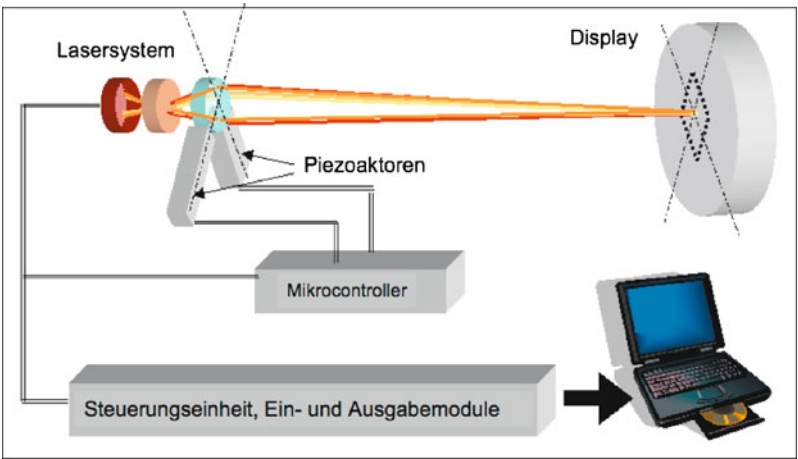 Lasersystem
Display
Piezoaktoren
Mikrocontroller
Steuerungseinheit, Ein- und Ausgabemodule